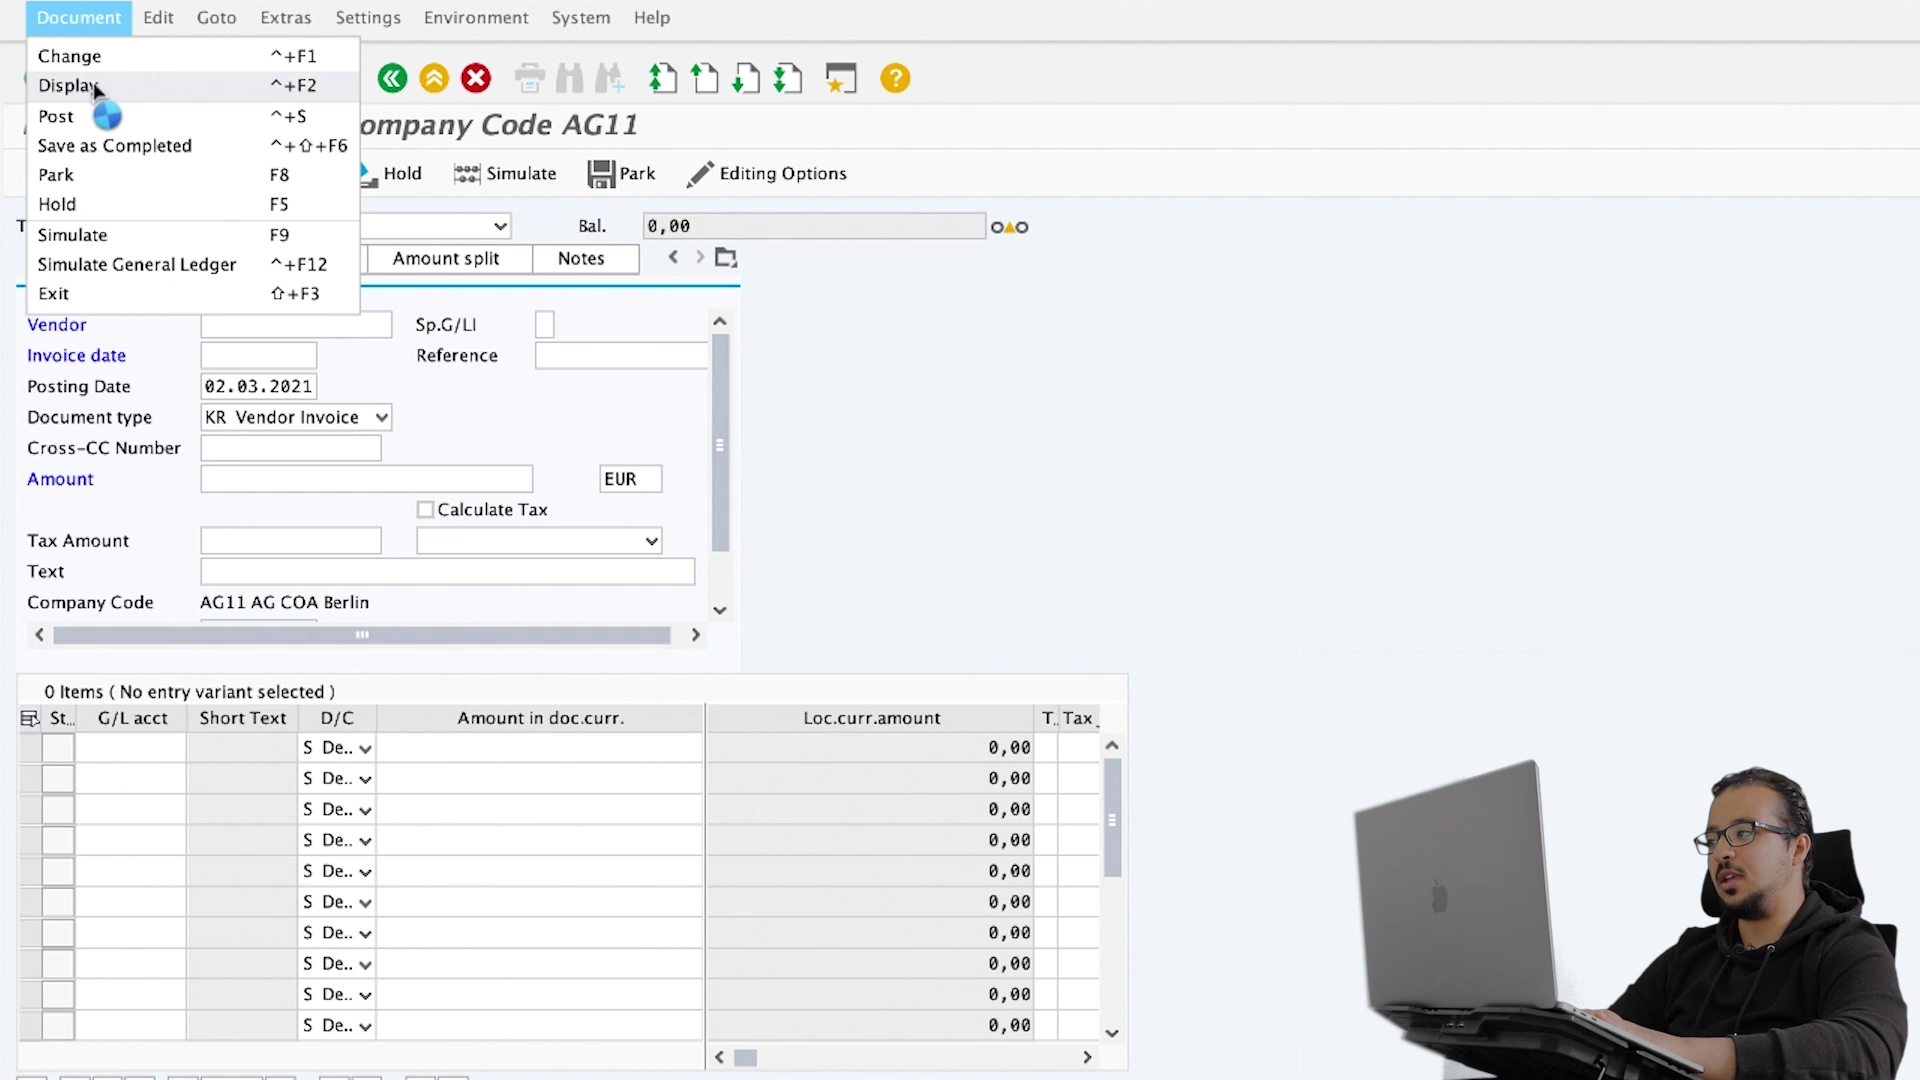 Document Edit Goto Extras Settings Environment System Help
Change ^+F1
Display ^+F2
Post ^+S
Save as Completed ^+⇧+F6
Park F8
Hold F5
Simulate F9
Simulate General Ledger ^+F12
Exit ⇧+F3
ompany Code AG11
Hold Simulate Park Editing Options
T Bal. 0,00
Amount split Notes
Vendor Sp.G/LI
Invoice date Reference
Posting Date 02.03.2021
Document type KR Vendor Invoice
Cross-CC Number
Amount EUR
Calculate Tax
Tax Amount
Text
Company Code AG11 AG COA Berlin
0 Items ( No entry variant selected )
St.. G/L acct Short Text D/C Amount in doc.curr. Loc.curr.amount T.. Tax
S De.. 0,00
S De.. 0,00
S De.. 0,00
S De.. 0,00
S De.. 0,00
S De.. 0,00
S De.. 0,00
S De.. 0,00
S De.. 0,00
S De.. 0,00